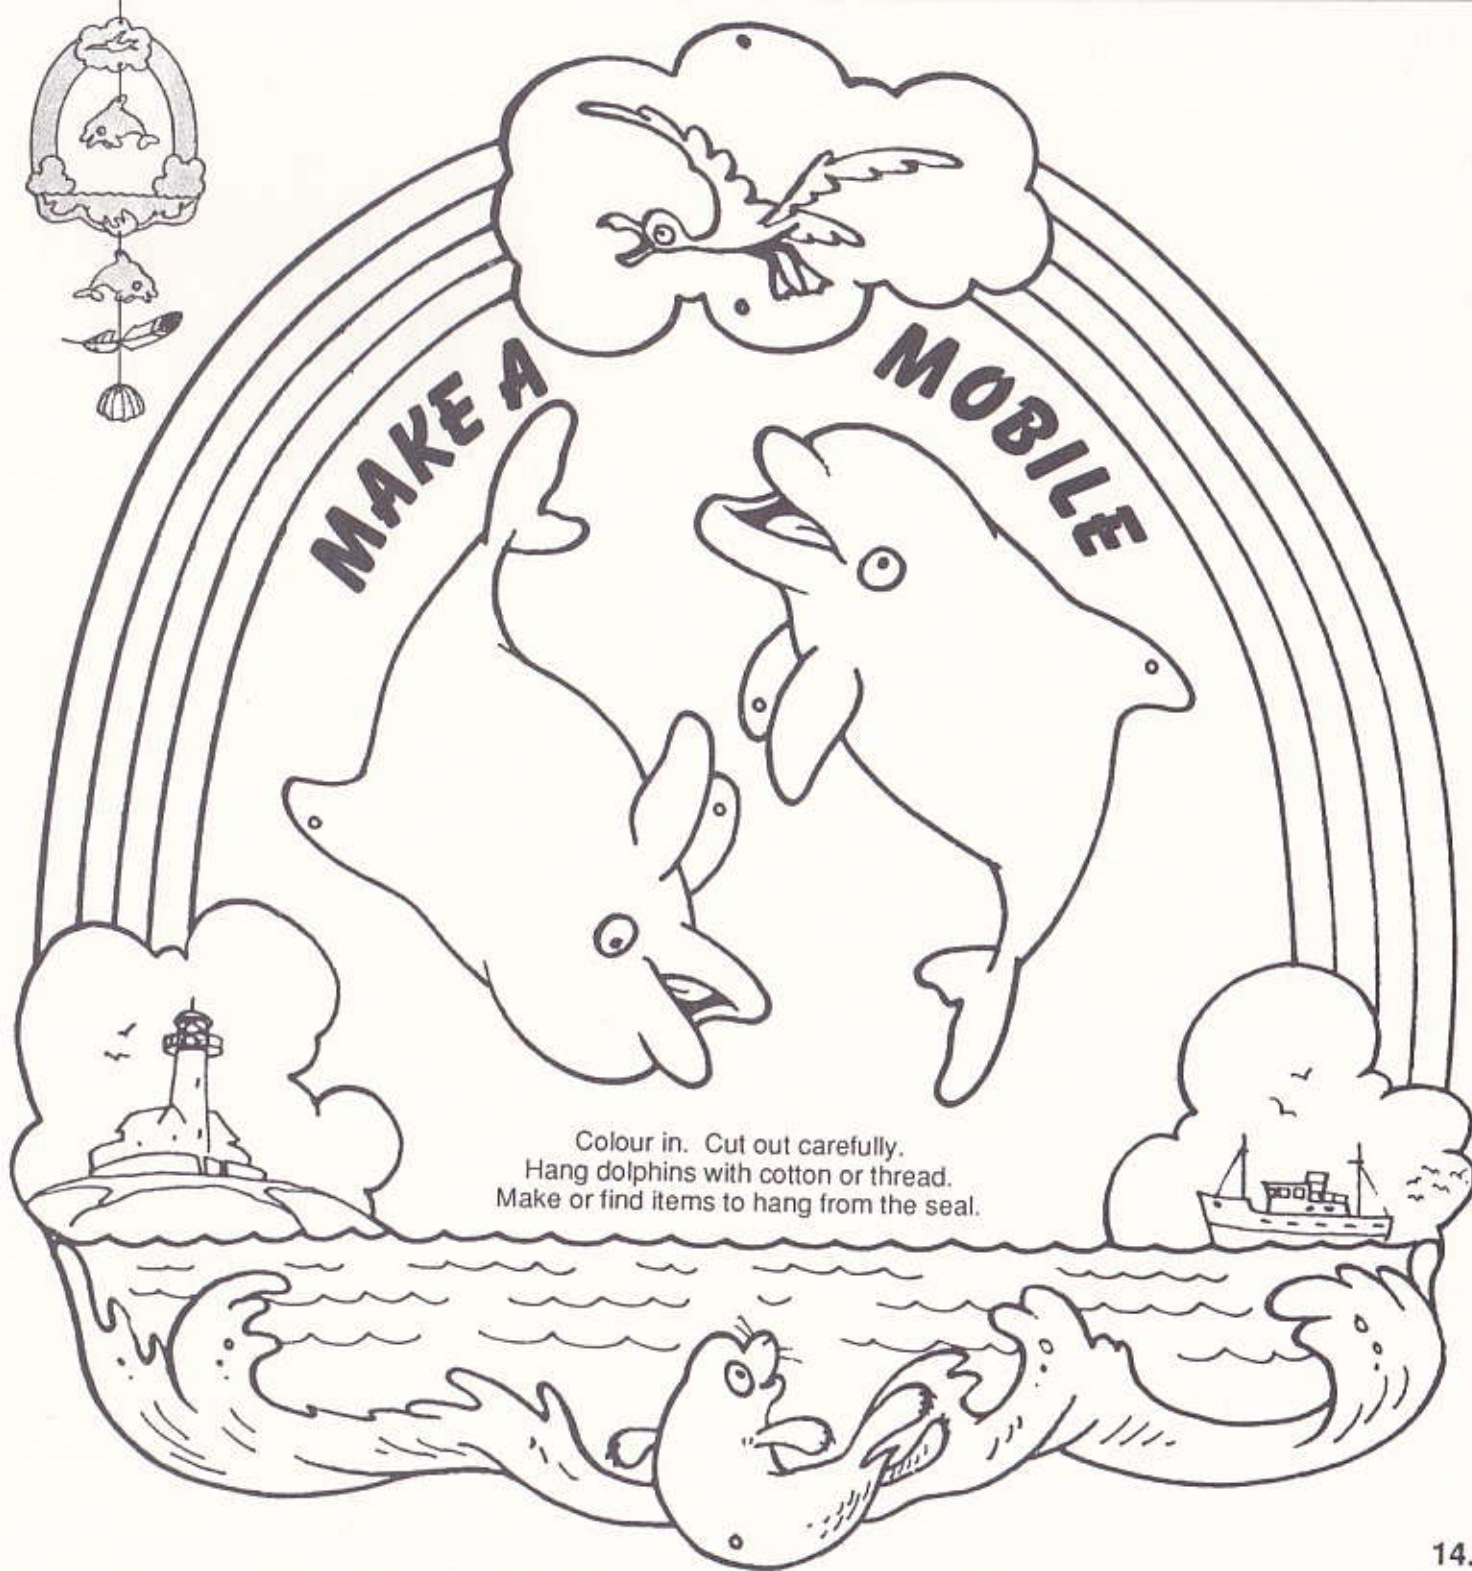 MAKE A MOBILE
Colour in. Cut out carefully.
Hang dolphins with cotton or thread.
Make or find items to hang from the seal.
14.